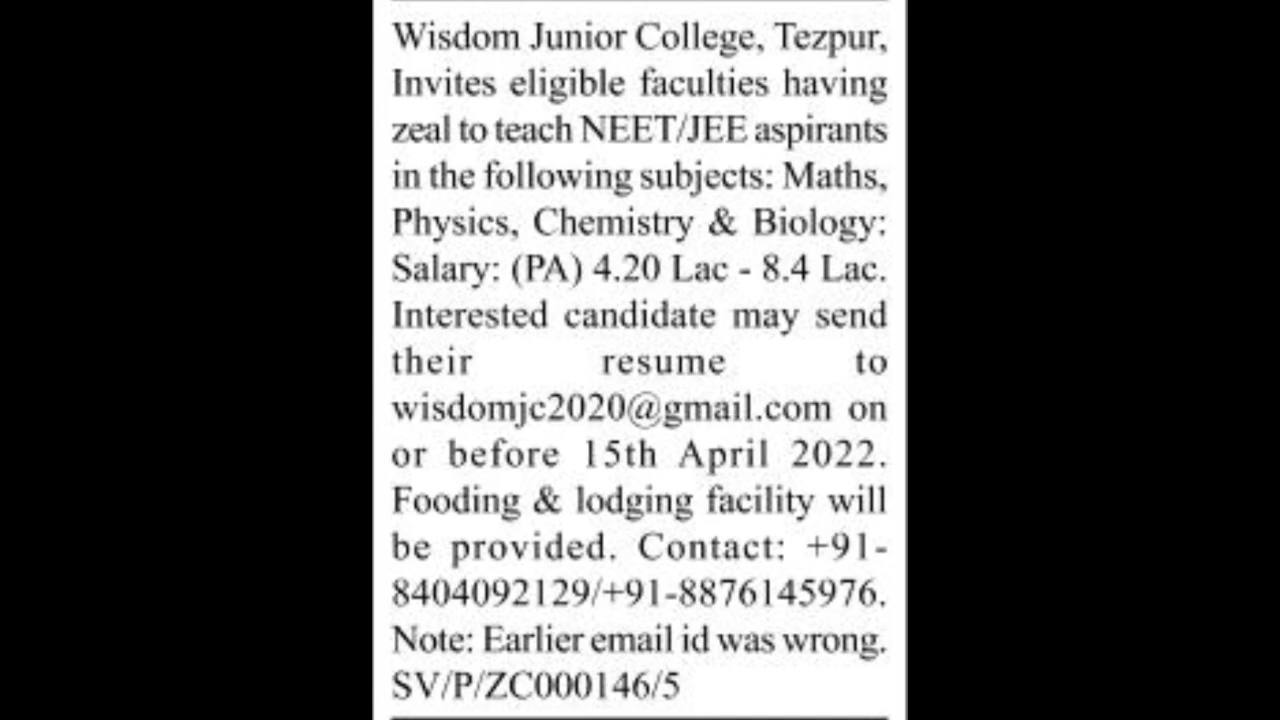 Wisdom Junior College, Tezpur,
Invites eligible faculties having
zeal to teach NEET/JEE aspirants
in the following subjects: Maths,
Physics, Chemistry & Biology:
Salary: (PA) 4.20 Lac - 8.4 Lac.
Interested candidate may send
their resume to
wisdomjc2020@gmail.com on
or before 15th April 2022.
Fooding & lodging facility will
be provided. Contact: +91-
8404092129/+91-8876145976.
Note: Earlier email id was wrong.
SV/P/ZC000146/5